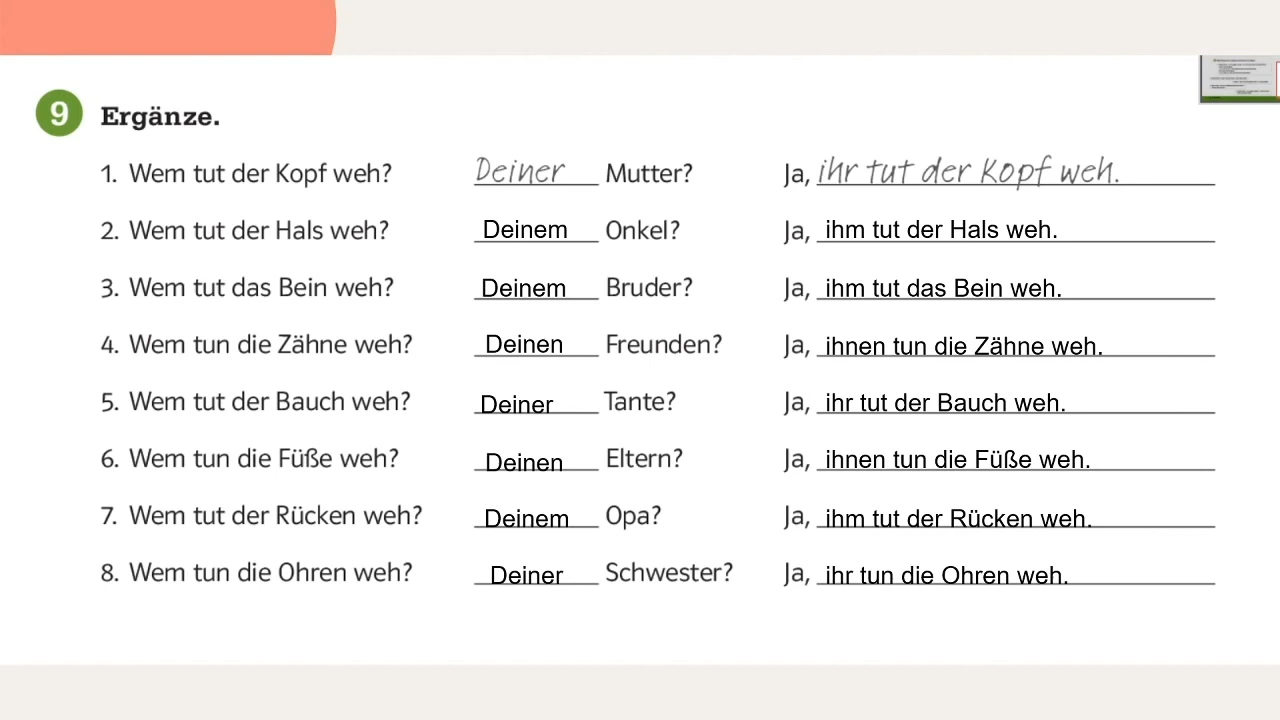 9 Ergänze.
1. Wem tut der Kopf weh? Deiner Mutter? Ja, ihr tut der Kopf weh.
2. Wem tut der Hals weh? Deinem Onkel? Ja, ihm tut der Hals weh.
3. Wem tut das Bein weh? Deinem Bruder? Ja, ihm tut das Bein weh.
4. Wem tun die Zähne weh? Deinen Freunden? Ja, ihnen tun die Zähne weh.
5. Wem tut der Bauch weh? Deiner Tante? Ja, ihr tut der Bauch weh.
6. Wem tun die Füße weh? Deinen Eltern? Ja, ihnen tun die Füße weh.
7. Wem tut der Rücken weh? Deinem Opa? Ja, ihm tut der Rücken weh.
8. Wem tun die Ohren weh? Deiner Schwester? Ja, ihr tun die Ohren weh.